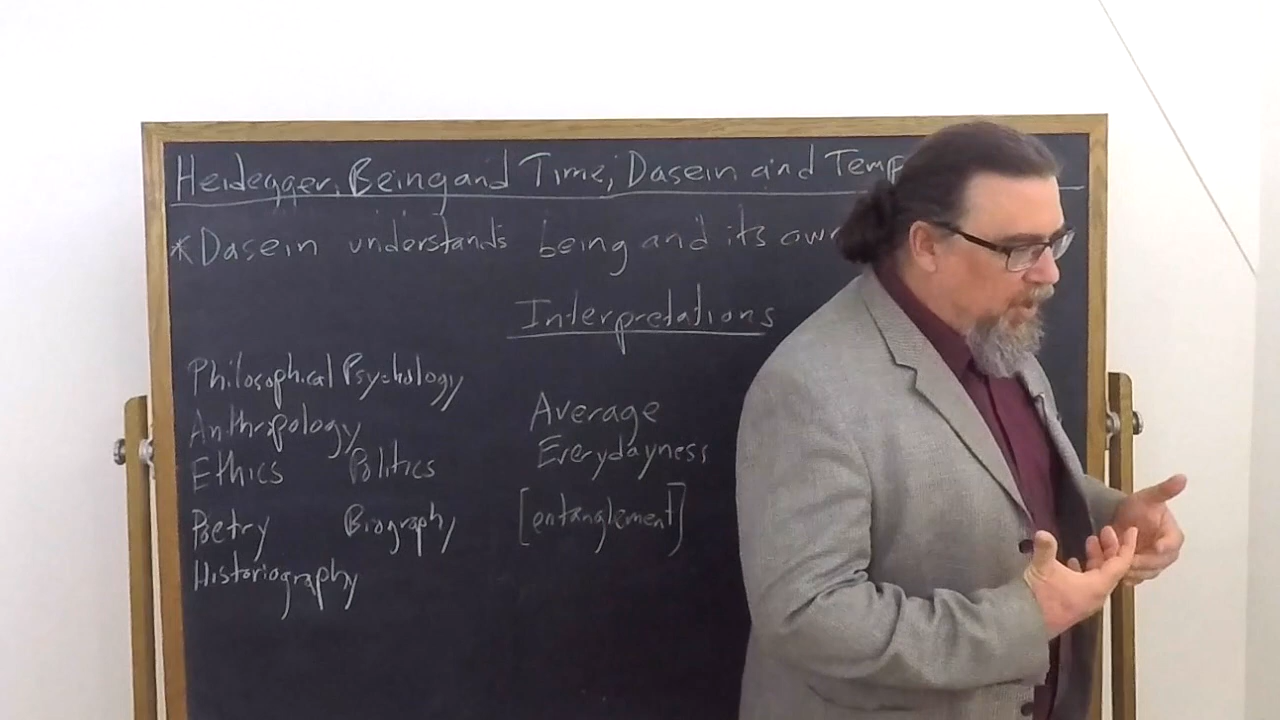 Heidegger, Being and Time; Dasein and Temp
*Dasein understands being and its own
Interpretations
Philosophical Psychology
Anthropology
Ethics Politics
Poetry Biography
Historiography
Average
Everydayness
[entanglement]